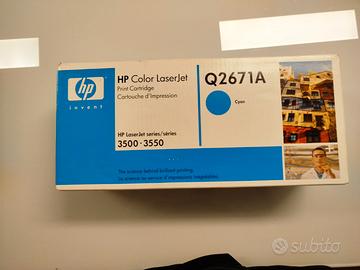 hp
invent
HP Color LaserJet
Print Cartridge
Cartouche d'Impression
HP LaserJet series/séries
3500 • 3550
Q2671A
Cyan
The science behind brilliant printing.
La science au service d'impressions éclatantes.
subito